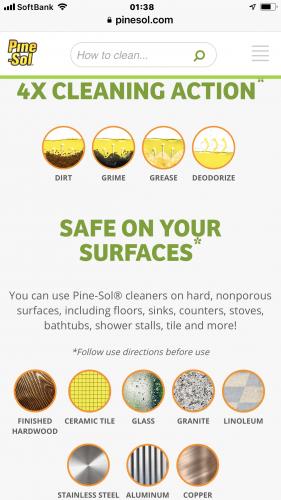 SoftBank 01:38
pinesol.com
Pine
-Sol
How to clean...
4X CLEANING ACTION*
DIRT GRIME GREASE DEODORIZE
SAFE ON YOUR
SURFACES*
You can use Pine-Sol® cleaners on hard, nonporous
surfaces, including floors, sinks, counters, stoves,
bathtubs, shower stalls, tile and more!
*Follow use directions before use
FINISHED
HARDWOOD CERAMIC TILE GLASS GRANITE LINOLEUM
STAINLESS STEEL ALUMINUM COPPER